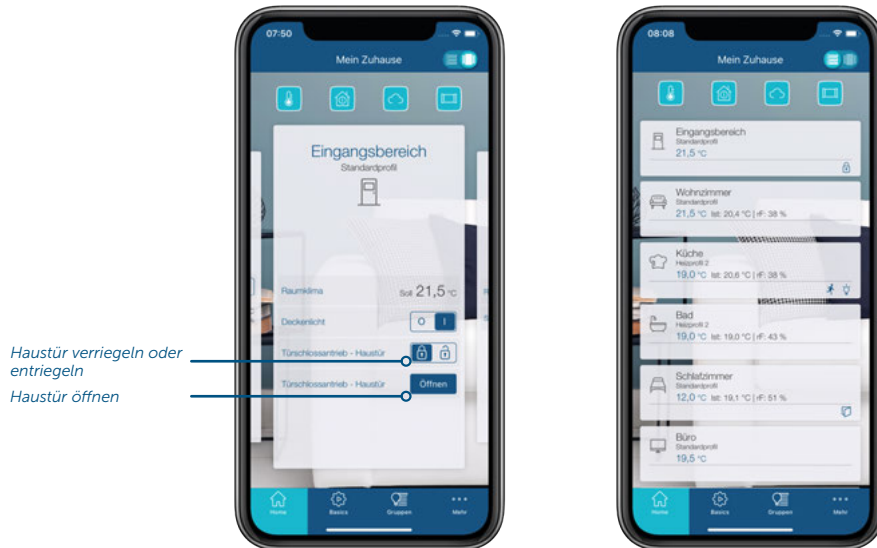 Haustür verriegeln oder
entriegeln
Haustür öffnen
07:50
Mein Zuhause
Eingangsbereich
Standardprofil
Raumklima Soll 21,5 °C
Deckenlicht O I
Türschlossantrieb - Haustür
Türschlossantrieb - Haustür Öffnen
Home Basics Gruppen Mehr
08:08
Mein Zuhause
Eingangsbereich
Standardprofil
21,5 °C
Wohnzimmer
Standardprofil
21,5 °C Ist: 20,4 °C | rF: 38 %
Küche
Heizprofil 2
19,0 °C Ist: 20,6 °C | rF: 38 %
Bad
Heizprofil 2
19,0 °C Ist: 19,0 °C | rF: 43 %
Schlafzimmer
Standardprofil
12,0 °C Ist: 19,1 °C | rF: 51 %
Büro
Standardprofil
19,5 °C
Home Basics Gruppen Mehr